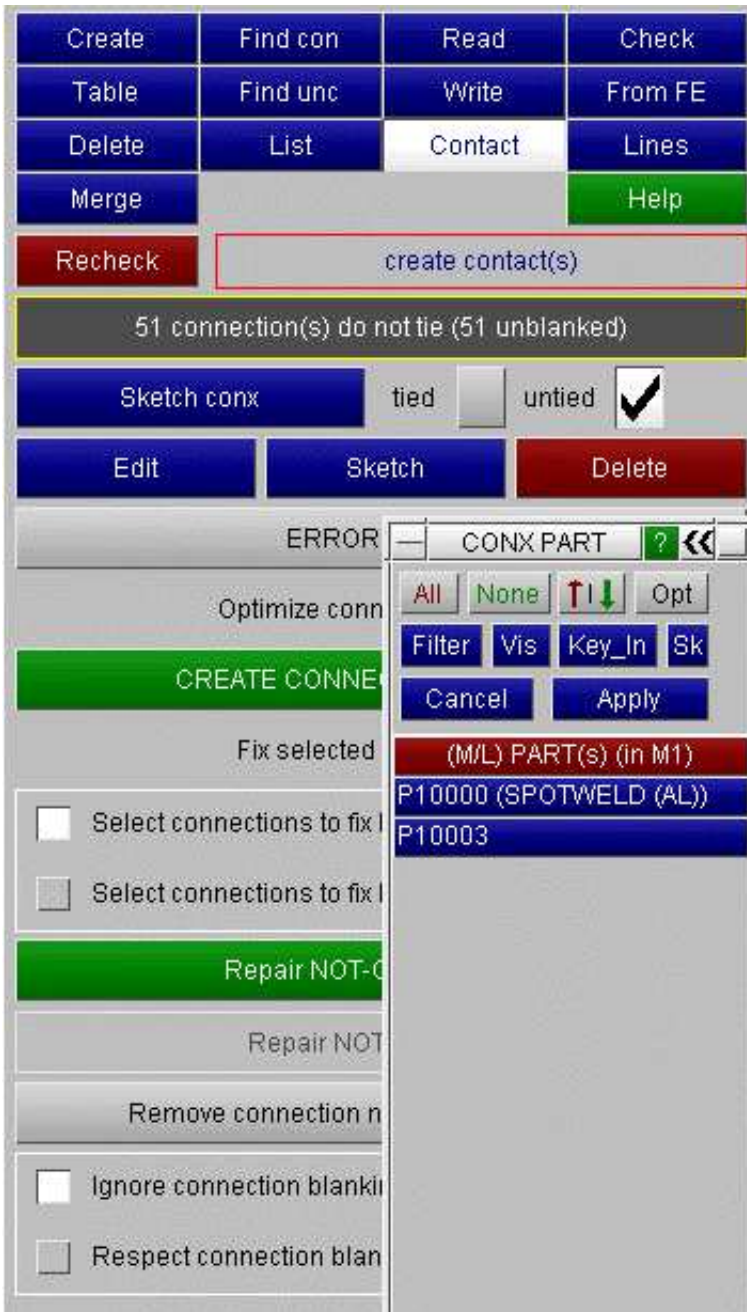 Create Find con Read Check
Table Find unc Write From FE
Delete List Contact Lines
Merge Help
Recheck create contact(s)
51 connection(s) do not tie (51 unblanked)
Sketch conx tied untied
Edit Sketch Delete
ERROR
Optimize conn
CREATE CONNE
Fix selected
Select connections to fix
Select connections to fix
Repair NOT-
Repair NOT
Remove connection n
Ignore connection blanki
Respect connection blan
CONX PART ?
All None Opt
Filter Vis Key_In Sk
Cancel Apply
(M/L) PART(s) (in M1)
P10000 (SPOTWELD (AL))
P10003